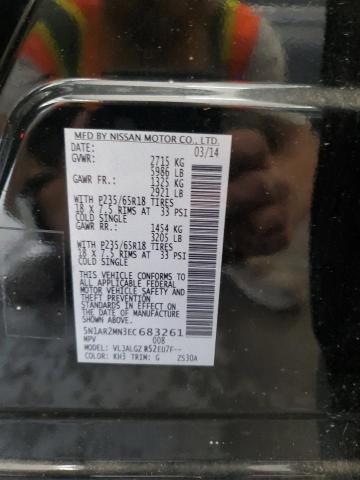 MFD BY NISSAN MOTOR CO., LTD.
DATE: 03/14
GVWR: 2715 KG
5986 LB
GAWR FR: 1325 KG
2921 LB
WITH P235/65R18 TIRES
18 X 7.5 RIMS AT 33 PSI
COLD SINGLE
GAWR RR: 1454 KG
3205 LB
WITH P235/65R18 TIRES
18 X 7.5 RIMS AT 33 PSI
COLD SINGLE
THIS VEHICLE CONFORMS TO
ALL APPLICABLE FEDERAL
MOTOR VEHICLE SAFETY
AND THEFT PREVENTION
STANDARDS IN EFFECT ON
THE DATE OF MANUFACTURE
SHOWN ABOVE.
5N1AR2MN3EC683261
MPV 008
MODEL: VL3ALGZ R52EU7F--
COLOR: KH3 TRIM: G ZS30A